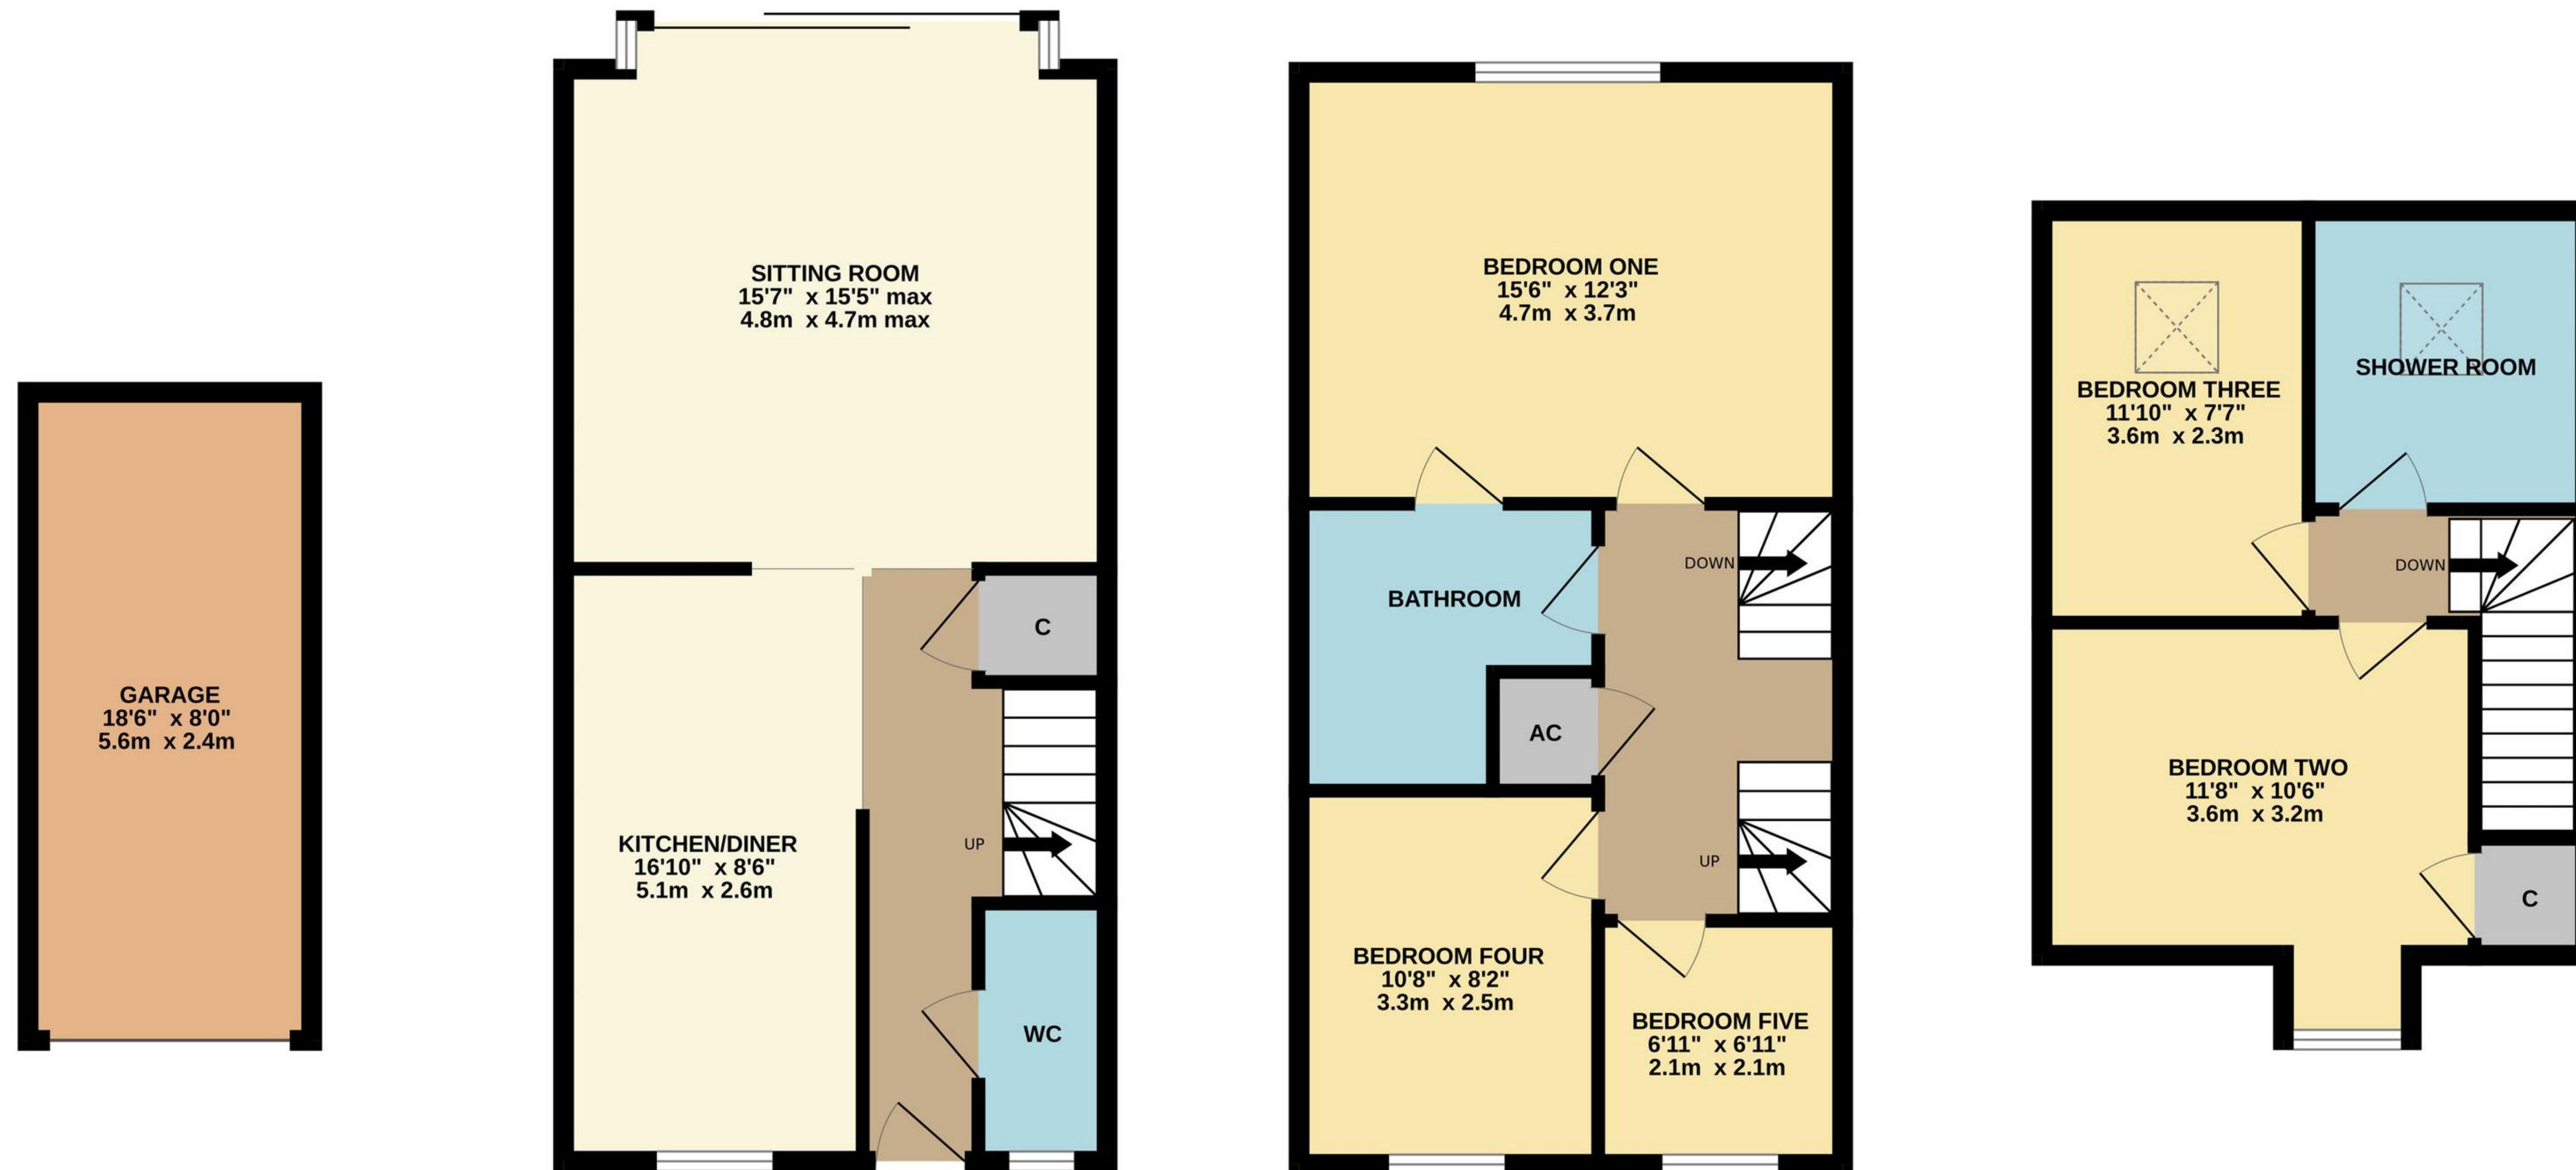 GARAGE
18'6" x 8'0"
5.6m x 2.4m
SITTING ROOM
15'7" x 15'5" max
4.8m x 4.7m max
C
UP
KITCHEN/DINER
16'10" x 8'6"
5.1m x 2.6m
WC
BEDROOM ONE
15'6" x 12'3"
4.7m x 3.7m
DOWN
BATHROOM
AC
UP
BEDROOM FOUR
10'8" x 8'2"
3.3m x 2.5m
BEDROOM FIVE
6'11" x 6'11"
2.1m x 2.1m
SHOWER ROOM
BEDROOM THREE
11'10" x 7'7"
3.6m x 2.3m
DOWN
BEDROOM TWO
11'8" x 10'6"
3.6m x 3.2m
C